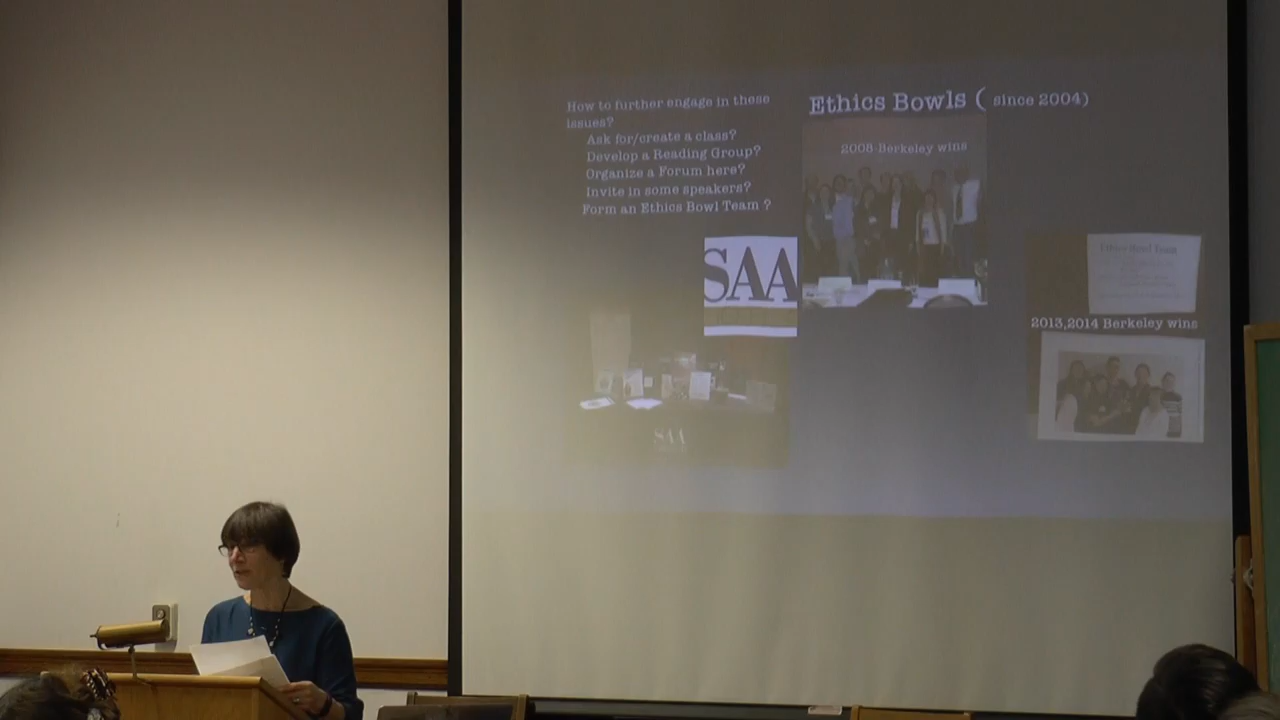 How to further engage in these
issues?
Ask for/create a class?
Develop a Reading Group?
Organize a Forum here?
Invite in some speakers?
Form an Ethics Bowl Team ?
Ethics Bowls ( since 2004)
2008 Berkeley wins
SAA
SAA
2013,2014 Berkeley wins